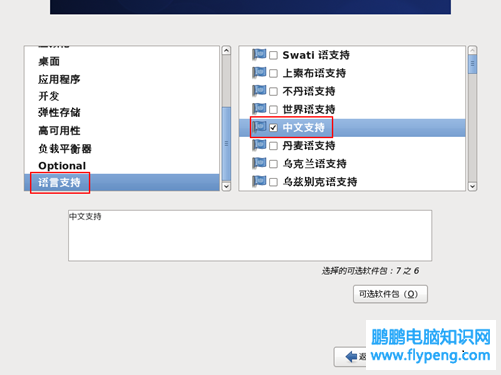 桌面
应用程序
开发
弹性存储
高可用性
负载平衡器
Optional
语言支持
Swati 语支持
上索布语支持
不丹语支持
世界语支持
中文支持
丹麦语支持
乌克兰语支持
乌兹别克语支持
中文支持
选择的可选软件包：7 之 6
可选软件包(O)
鹏鹏电脑知识网
www.flypeng.com